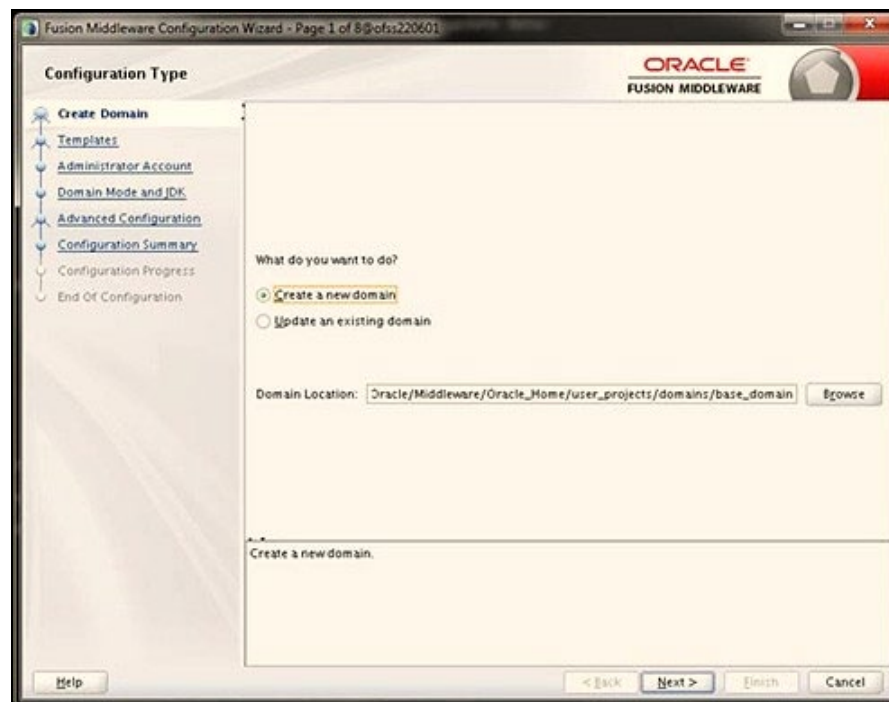 Fusion Middleware Configuration Wizard - Page 1 of 8@ofss220601
Configuration Type
ORACLE
FUSION MIDDLEWARE
Create Domain
Templates
Administrator Account
Domain Mode and JDK
Advanced Configuration
Configuration Summary
Configuration Progress
End Of Configuration
What do you want to do?
Create a new domain
Update an existing domain
Domain Location: Oracle/Middleware/Oracle_Home/user_projects/domains/base_domain Browse
Create a new domain.
Help < Back Next > Finish Cancel